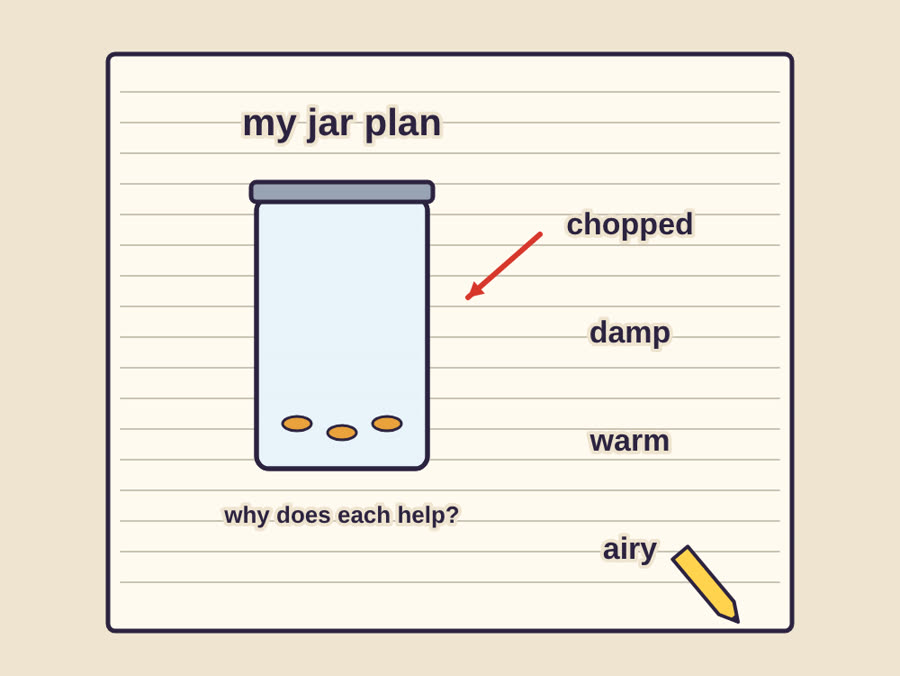 my jar plan
chopped
damp
warm
why does each help?
airy